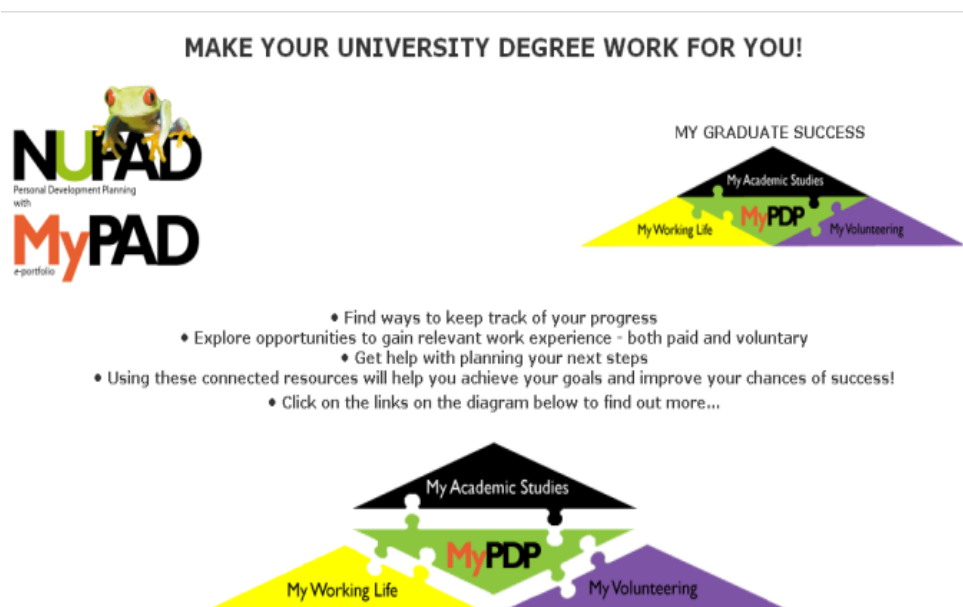 MAKE YOUR UNIVERSITY DEGREE WORK FOR YOU!
NUPAD
Personal Development Planning
with
MyPAD
e-portfolio
MY GRADUATE SUCCESS
My Academic Studies
MyPDP
My Working Life
My Volunteering
• Find ways to keep track of your progress
• Explore opportunities to gain relevant work experience - both paid and voluntary
• Get help with planning your next steps
• Using these connected resources will help you achieve your goals and improve your chances of success!
• Click on the links on the diagram below to find out more...
My Academic Studies
MyPDP
My Working Life
My Volunteering